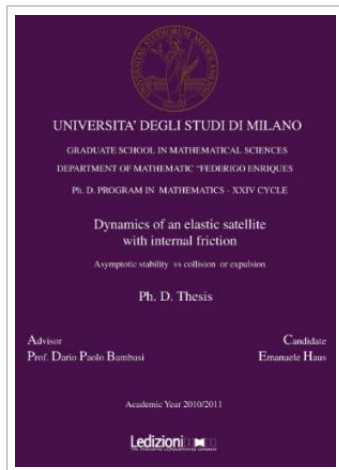 UNIVERSITA' DEGLI STUDI DI MILANO
GRADUATE SCHOOL IN MATHEMATICAL SCIENCES
DEPARTMENT OF MATHEMATIC "FEDERIGO ENRIQUES
Ph. D. PROGRAM IN MATHEMATICS - XXIV CYCLE
Dynamics of an elastic satellite
with internal friction
Asymptotic stability vs collision or expulsion
Ph. D. Thesis
Advisor
Prof. Dario Paolo Bambusi
Candidate
Emanuele Haus
Academic Year 2010/2011
Ledizioni